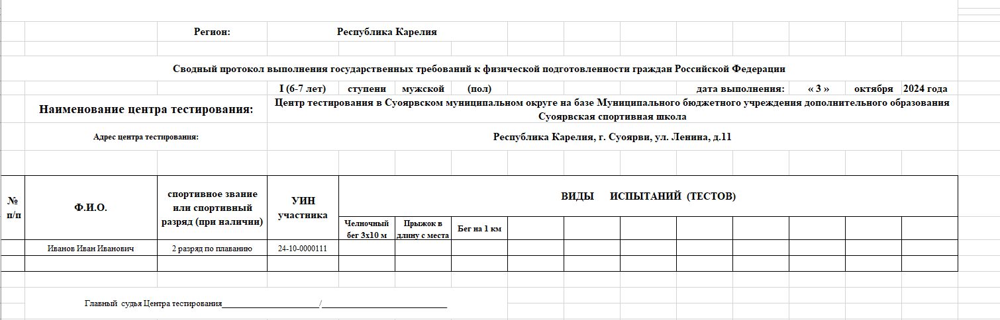 Регион: Республика Карелия
Сводный протокол выполнения государственных требований к физической подготовленности граждан Российской Федерации
I (6-7 лет) ступени мужской (пол) дата выполнения: « 3 » октября 2024 года
Наименование центра тестирования:
Центр тестирования в Суоярвском муниципальном округе на базе Муниципального бюджетного учреждения дополнительного образования
Суоярвская спортивная школа
Адрес центра тестирования: Республика Карелия, г. Суоярви, ул. Ленина, д.11
№
п/п
Ф.И.О.
спортивное звание
или спортивный
разряд (при наличии)
УИН
участника
ВИДЫ ИСПЫТАНИЙ (ТЕСТОВ)
Челночный
бег 3х10 м
Прыжок в
длину с места
Бег на 1 км
Иванов Иван Иванович 2 разряд по плаванию 24-10-0000111
Главный судья Центра тестирования_______________________/_____________________________